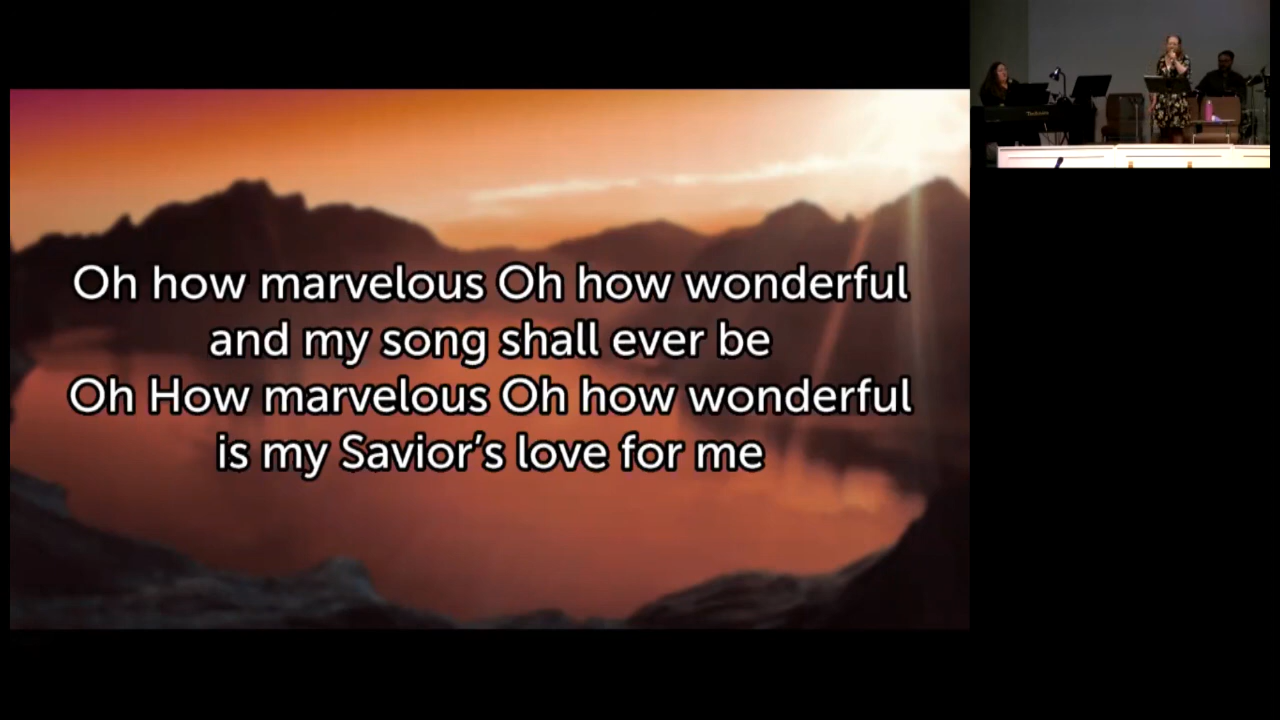 Oh how marvelous Oh how wonderful
and my song shall ever be
Oh How marvelous Oh how wonderful
is my Savior’s love for me